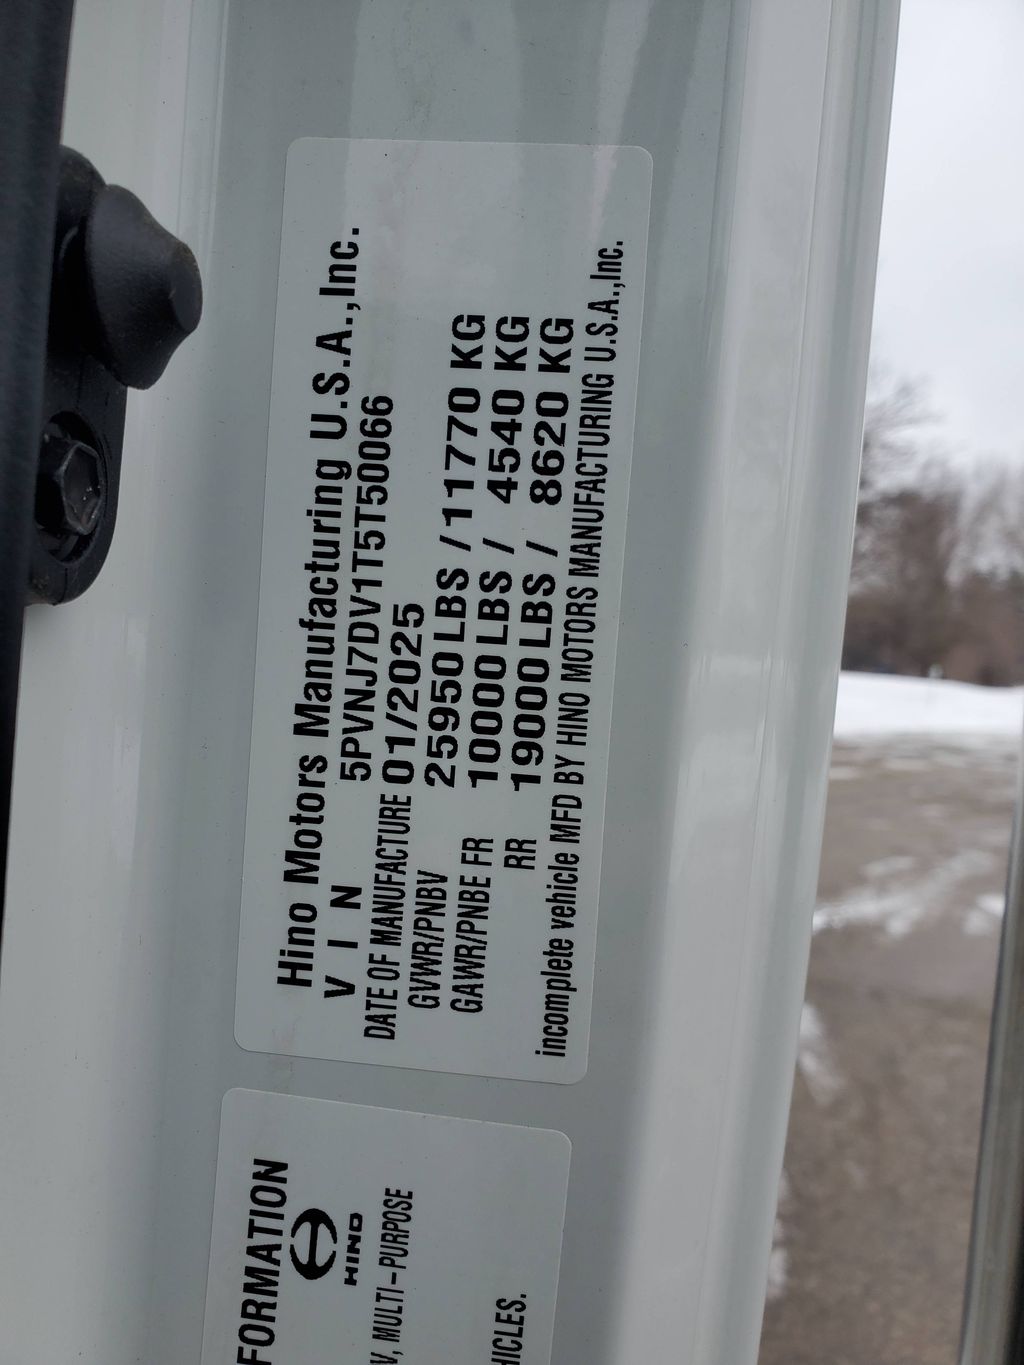 Hino Motors Manufacturing U.S.A.,Inc.
V I N 5PVNJ7DV1T5T50066
DATE OF MANUFACTURE 01/2025
GVWR/PNBV 25950 LBS / 11770 KG
GAWR/PNBE FR 10000 LBS / 4540 KG
RR 19000 LBS / 8620 KG
incomplete vehicle MFD BY HINO MOTORS MANUFACTURING U.S.A.,Inc.
FORMATION
HINO
V, MULTI-PURPOSE
HICLES.